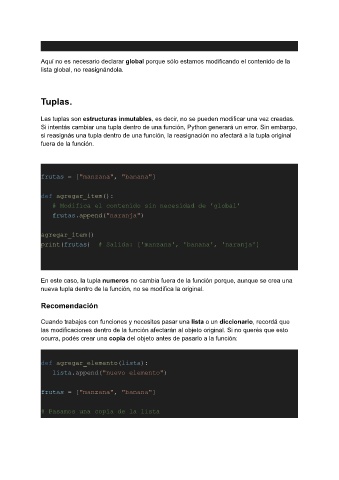 Aquí no es necesario declarar global porque sólo estamos modificando el contenido de la
lista global, no reasignándola.
Tuplas.
Las tuplas son estructuras inmutables, es decir, no se pueden modificar una vez creadas.
Si intentás cambiar una tupla dentro de una función, Python generará un error. Sin embargo,
si reasignás una tupla dentro de una función, la reasignación no afectará a la tupla original
fuera de la función.
frutas = ["manzana", "banana"]
def agregar_item():
# Modifica el contenido sin necesidad de 'global'
frutas.append("naranja")
agregar_item()
print(frutas) # Salida: ['manzana', 'banana', 'naranja']
En este caso, la tupla numeros no cambia fuera de la función porque, aunque se crea una
nueva tupla dentro de la función, no se modifica la original.
Recomendación
Cuando trabajes con funciones y necesites pasar una lista o un diccionario, recordá que
las modificaciones dentro de la función afectarán al objeto original. Si no querés que esto
ocurra, podés crear una copia del objeto antes de pasarlo a la función:
def agregar_elemento(lista):
lista.append("nuevo elemento")
frutas = ["manzana", "banana"]
# Pasamos una copia de la lista